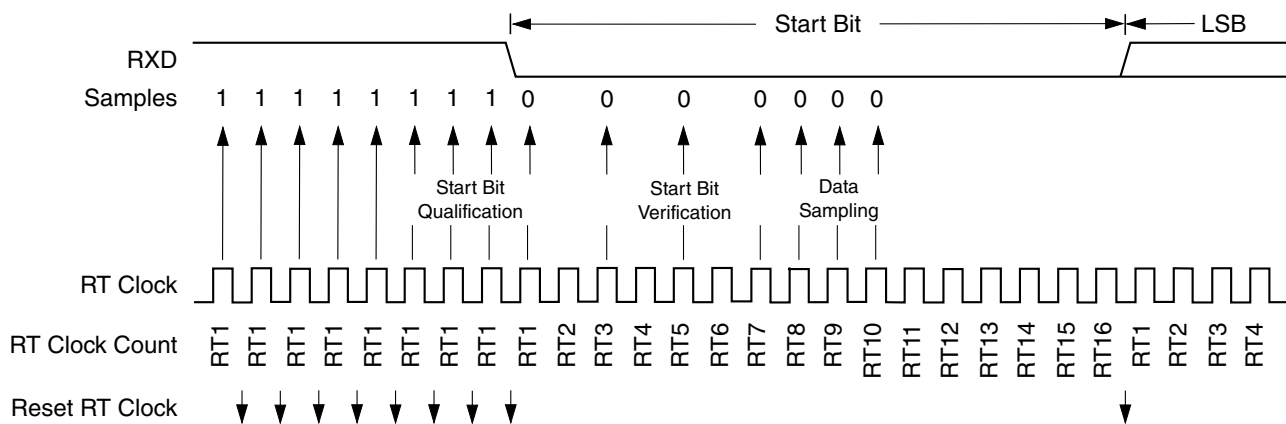 Start Bit LSB
RXD
Samples 1 1 1 1 1 1 1 1 0 0 0 0 0 0 0
Start Bit Qualification
Start Bit Verification
Data Sampling
RT Clock
RT Clock Count RT1 RT1 RT1 RT1 RT1 RT1 RT1 RT1 RT1 RT2 RT3 RT4 RT5 RT6 RT7 RT8 RT9 RT10 RT11 RT12 RT13 RT14 RT15 RT16 RT1 RT2 RT3 RT4
Reset RT Clock